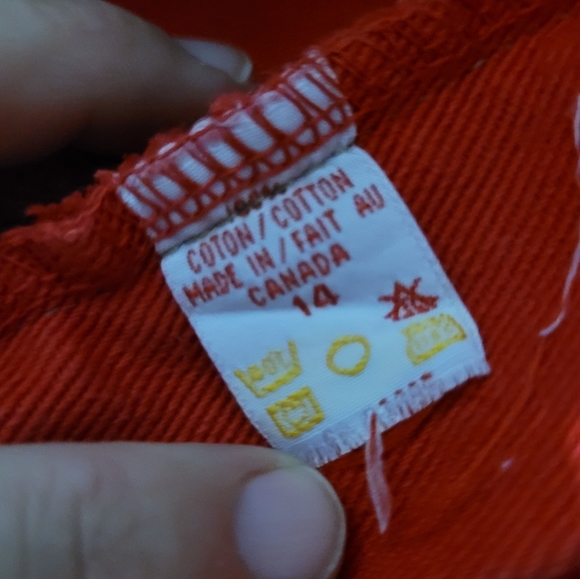 100%
COTON / COTTON
MADE IN / FAIT AU
CANADA
14